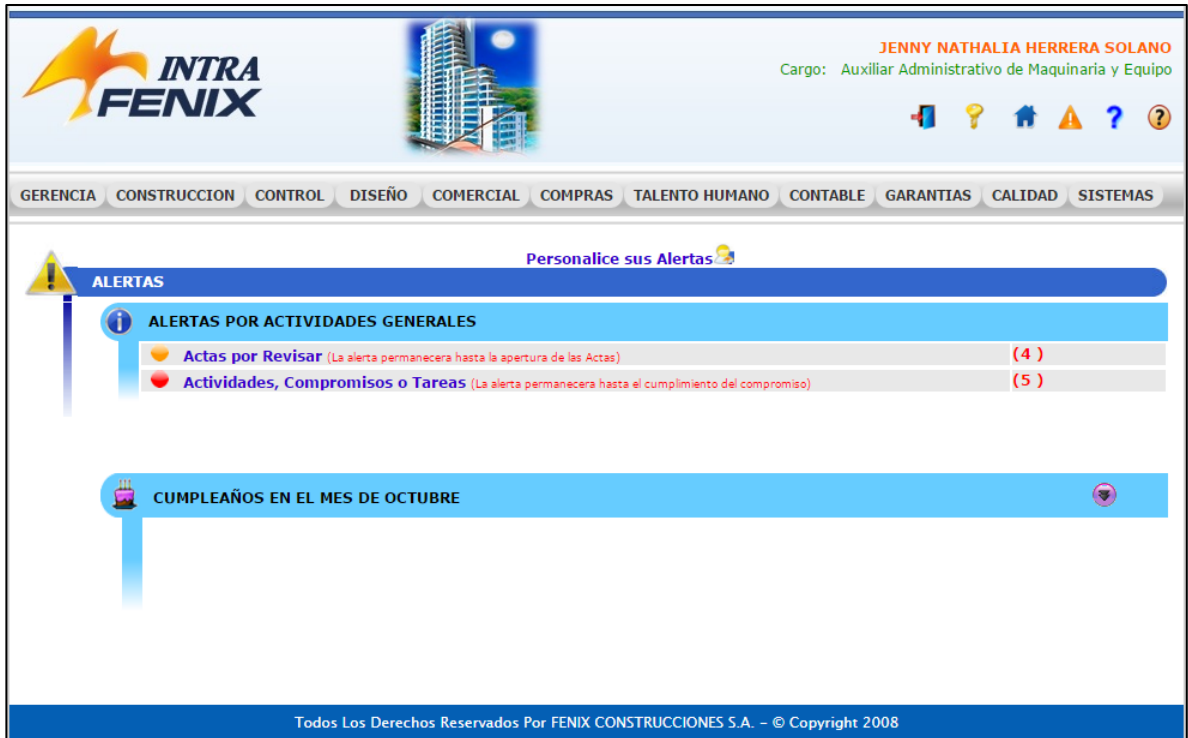 INTRA
FENIX
JENNY NATHALIA HERRERA SOLANO
Cargo: Auxiliar Administrativo de Maquinaria y Equipo
GERENCIA CONSTRUCCION CONTROL DISEÑO COMERCIAL COMPRAS TALENTO HUMANO CONTABLE GARANTIAS CALIDAD SISTEMAS
Personalice sus Alertas
ALERTAS
ALERTAS POR ACTIVIDADES GENERALES
Actas por Revisar (La alerta permanecera hasta la apertura de las Actas) (4 )
Actividades, Compromisos o Tareas (La alerta permanecera hasta el cumplimiento del compromiso) (5 )
CUMPLEAÑOS EN EL MES DE OCTUBRE
Todos Los Derechos Reservados Por FENIX CONSTRUCCIONES S.A. - © Copyright 2008